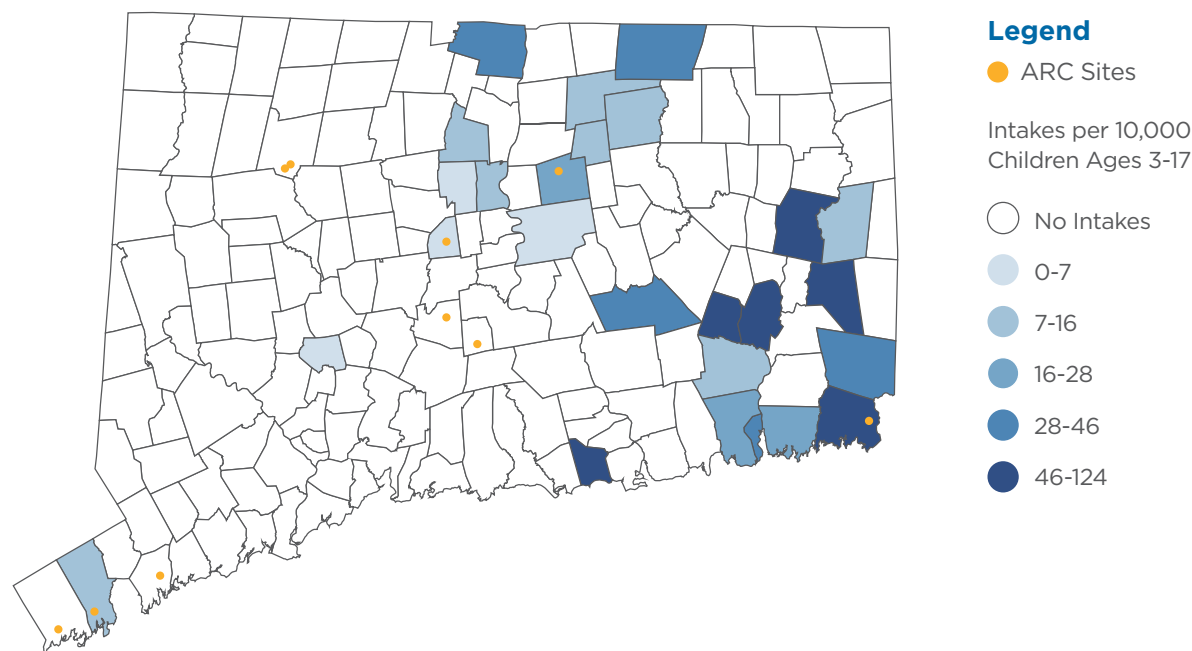 Legend
ARC Sites
Intakes per 10,000
Children Ages 3-17
No Intakes
0-7
7-16
16-28
28-46
46-124